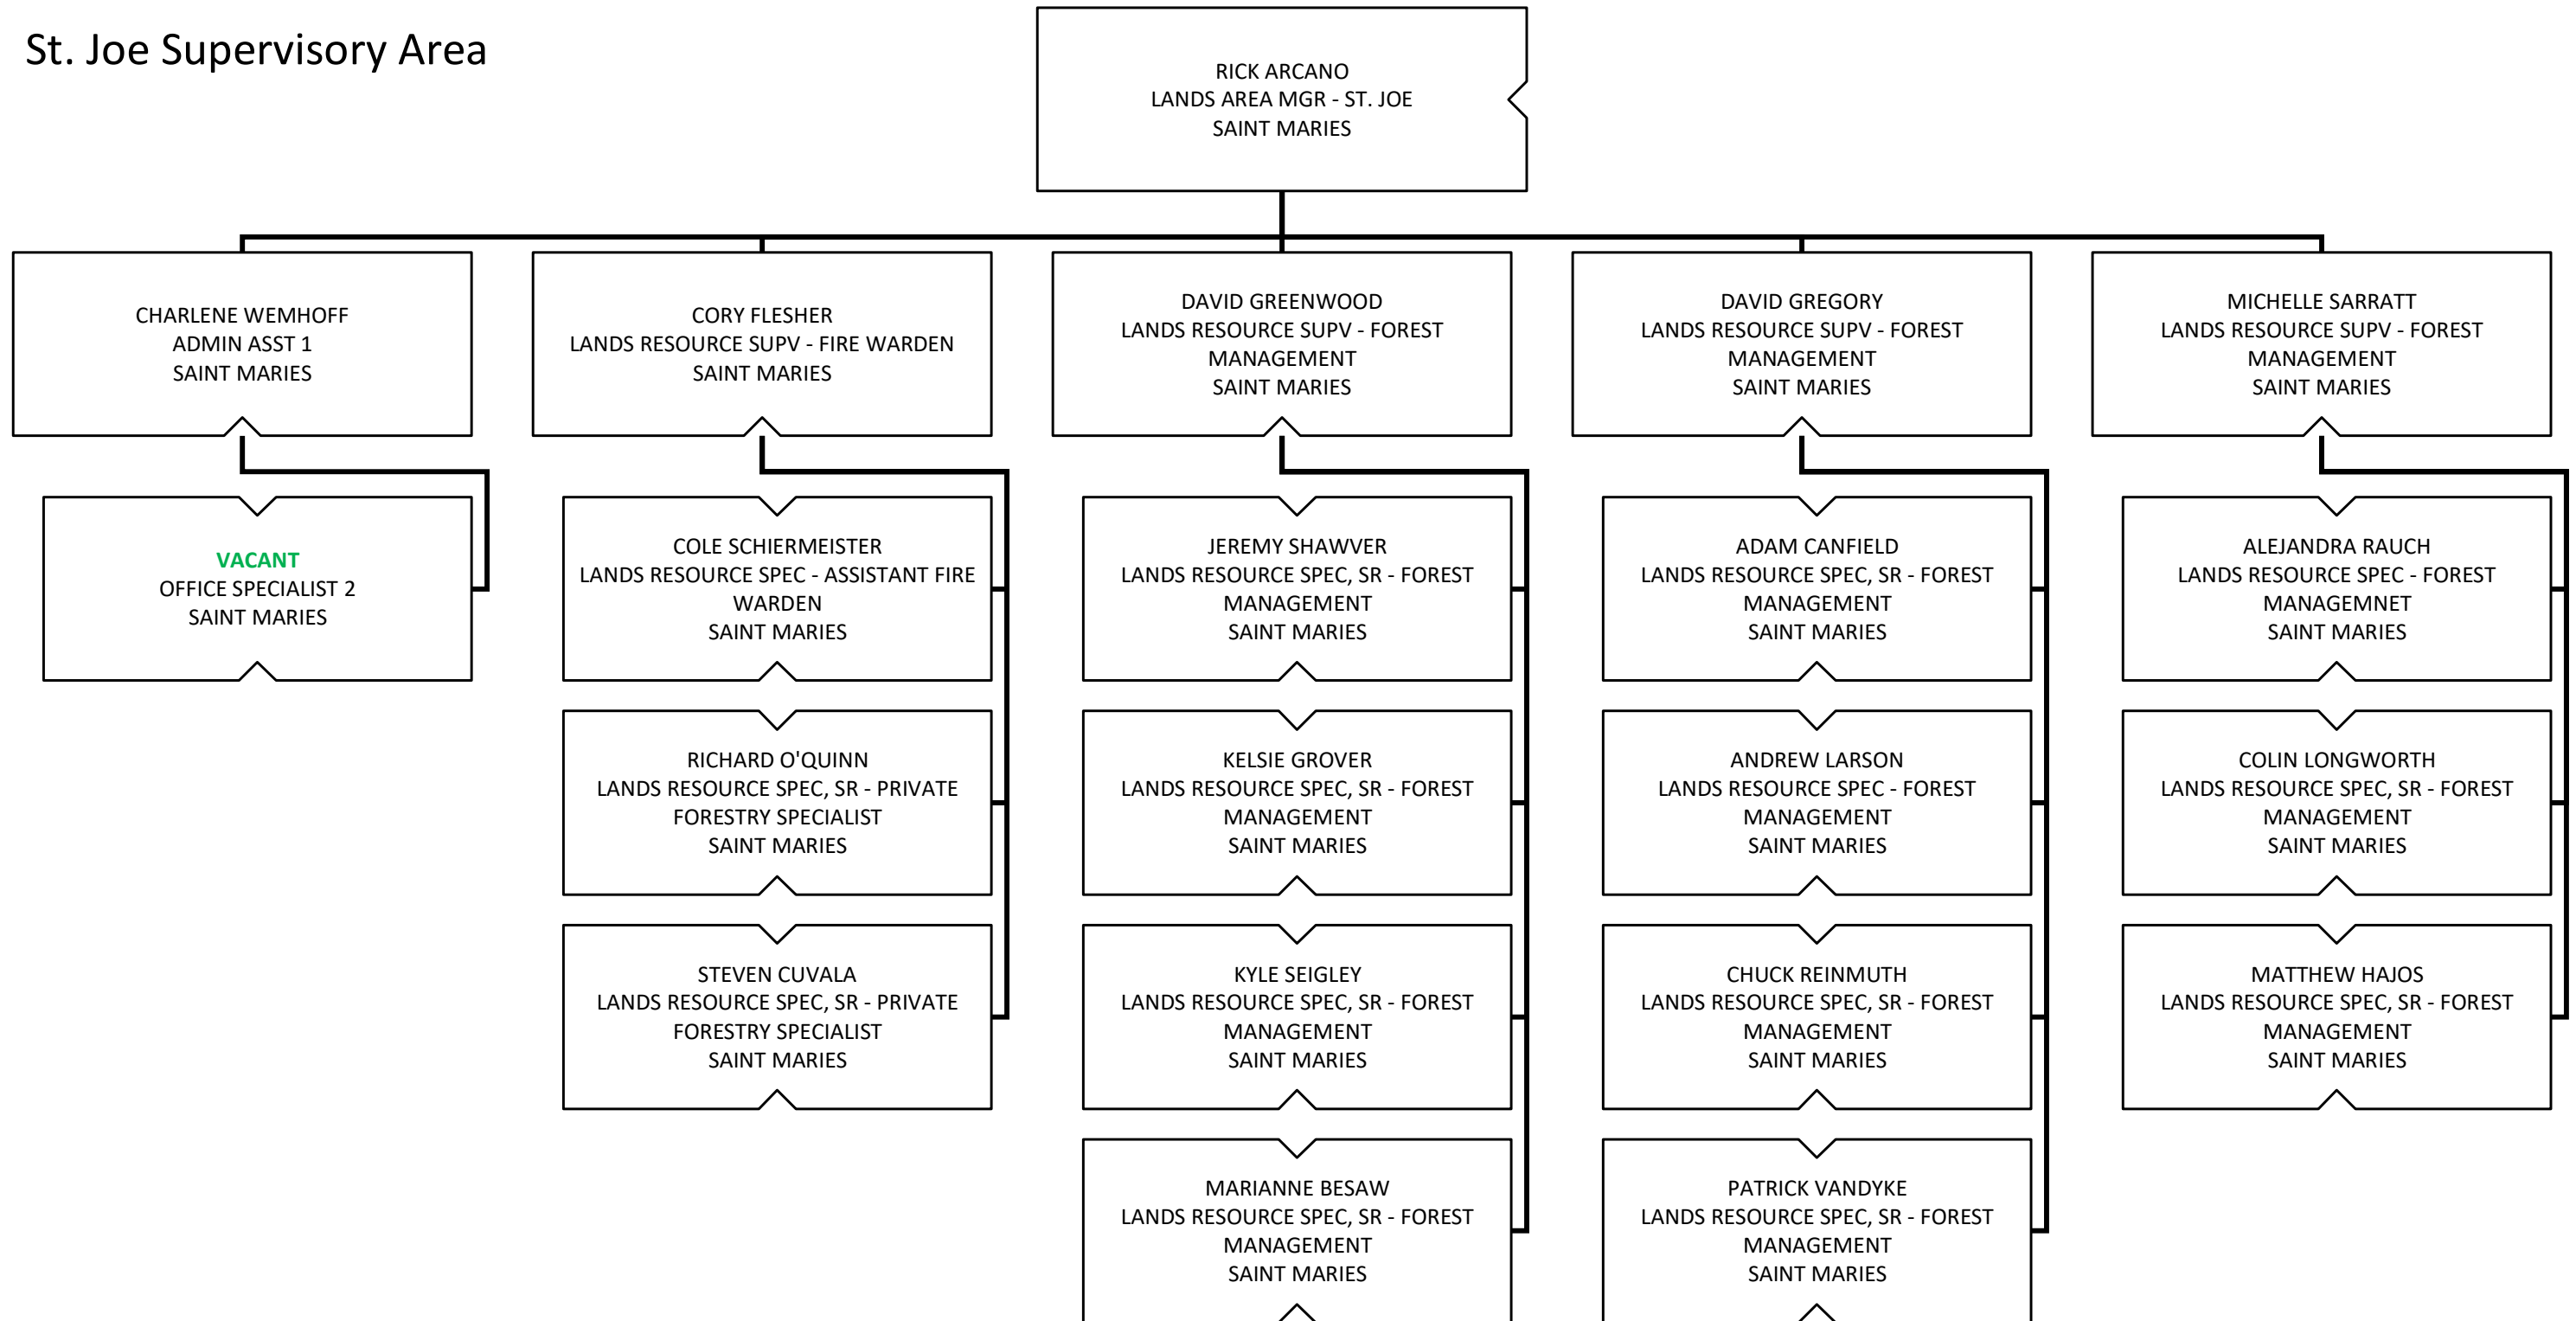 St. Joe Supervisory Area
RICK ARCANO
LANDS AREA MGR - ST. JOE
SAINT MARIES
CHARLENE WEMHOFF
ADMIN ASST 1
SAINT MARIES
CORY FLESHER
LANDS RESOURCE SUPV - FIRE WARDEN
SAINT MARIES
DAVID GREENWOOD
LANDS RESOURCE SUPV - FOREST
MANAGEMENT
SAINT MARIES
DAVID GREGORY
LANDS RESOURCE SUPV - FOREST
MANAGEMENT
SAINT MARIES
MICHELLE SARRATT
LANDS RESOURCE SUPV - FOREST
MANAGEMENT
SAINT MARIES
VACANT
OFFICE SPECIALIST 2
SAINT MARIES
COLE SCHIERMEISTER
LANDS RESOURCE SPEC - ASSISTANT FIRE
WARDEN
SAINT MARIES
JEREMY SHAWVER
LANDS RESOURCE SPEC, SR - FOREST
MANAGEMENT
SAINT MARIES
ADAM CANFIELD
LANDS RESOURCE SPEC, SR - FOREST
MANAGEMENT
SAINT MARIES
ALEJANDRA RAUCH
LANDS RESOURCE SPEC - FOREST
MANAGEMNET
SAINT MARIES
RICHARD O'QUINN
LANDS RESOURCE SPEC, SR - PRIVATE
FORESTRY SPECIALIST
SAINT MARIES
KELSIE GROVER
LANDS RESOURCE SPEC, SR - FOREST
MANAGEMENT
SAINT MARIES
ANDREW LARSON
LANDS RESOURCE SPEC - FOREST
MANAGEMENT
SAINT MARIES
COLIN LONGWORTH
LANDS RESOURCE SPEC, SR - FOREST
MANAGEMENT
SAINT MARIES
STEVEN CUVALA
LANDS RESOURCE SPEC, SR - PRIVATE
FORESTRY SPECIALIST
SAINT MARIES
KYLE SEIGLEY
LANDS RESOURCE SPEC, SR - FOREST
MANAGEMENT
SAINT MARIES
CHUCK REINMUTH
LANDS RESOURCE SPEC, SR - FOREST
MANAGEMENT
SAINT MARIES
MATTHEW HAJOS
LANDS RESOURCE SPEC, SR - FOREST
MANAGEMENT
SAINT MARIES
MARIANNE BESAW
LANDS RESOURCE SPEC, SR - FOREST
MANAGEMENT
SAINT MARIES
PATRICK VANDYKE
LANDS RESOURCE SPEC, SR - FOREST
MANAGEMENT
SAINT MARIES